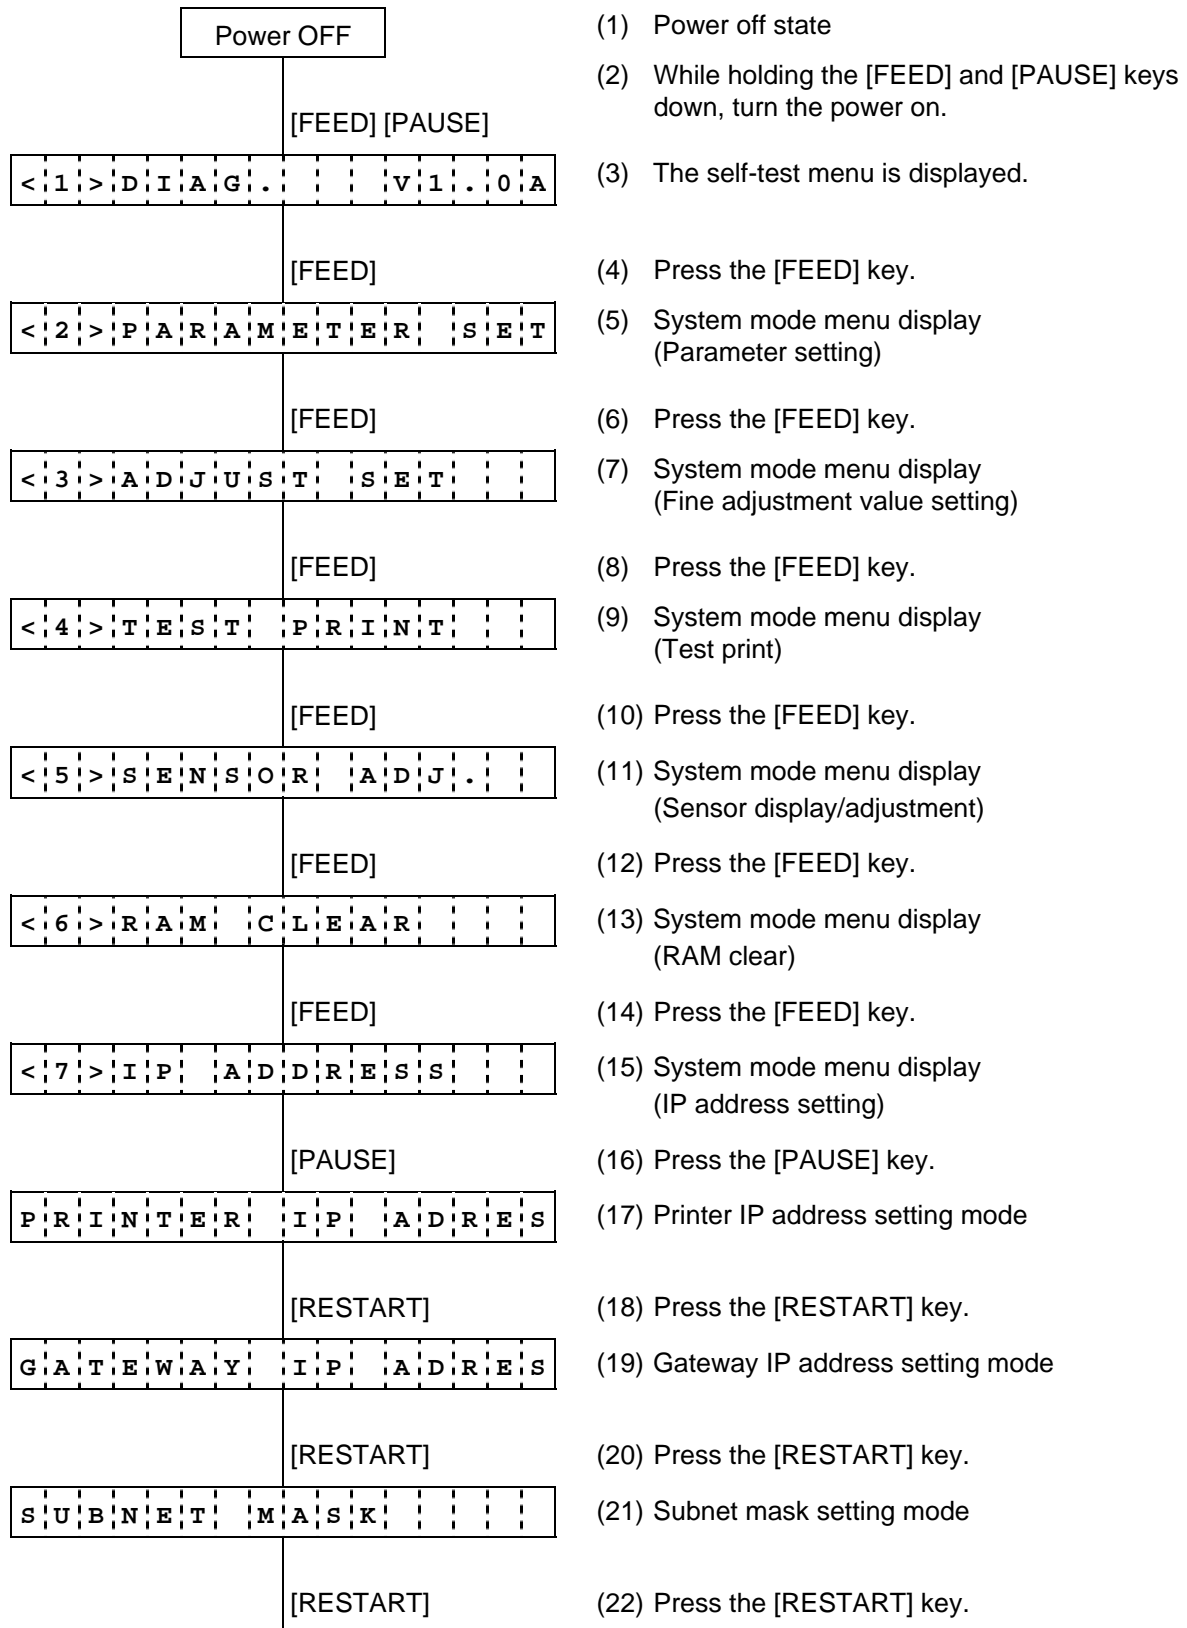 Power OFF
(1) Power off state
[FEED] [PAUSE]
(2) While holding the [FEED] and [PAUSE] keys
down, turn the power on.
<1>DIAG.   V1.0A
(3) The self-test menu is displayed.
[FEED]
(4) Press the [FEED] key.
<2>PARAMETER SET
(5) System mode menu display
(Parameter setting)
[FEED]
(6) Press the [FEED] key.
<3>ADJUST SET
(7) System mode menu display
(Fine adjustment value setting)
[FEED]
(8) Press the [FEED] key.
<4>TEST PRINT
(9) System mode menu display
(Test print)
[FEED]
(10) Press the [FEED] key.
<5>SENSOR ADJ.
(11) System mode menu display
(Sensor display/adjustment)
[FEED]
(12) Press the [FEED] key.
<6>RAM CLEAR
(13) System mode menu display
(RAM clear)
[FEED]
(14) Press the [FEED] key.
<7>IP ADDRESS
(15) System mode menu display
(IP address setting)
[PAUSE]
(16) Press the [PAUSE] key.
PRINTER IP ADRES
(17) Printer IP address setting mode
[RESTART]
(18) Press the [RESTART] key.
GATEWAY IP ADRES
(19) Gateway IP address setting mode
[RESTART]
(20) Press the [RESTART] key.
SUBNET MASK
(21) Subnet mask setting mode
[RESTART]
(22) Press the [RESTART] key.